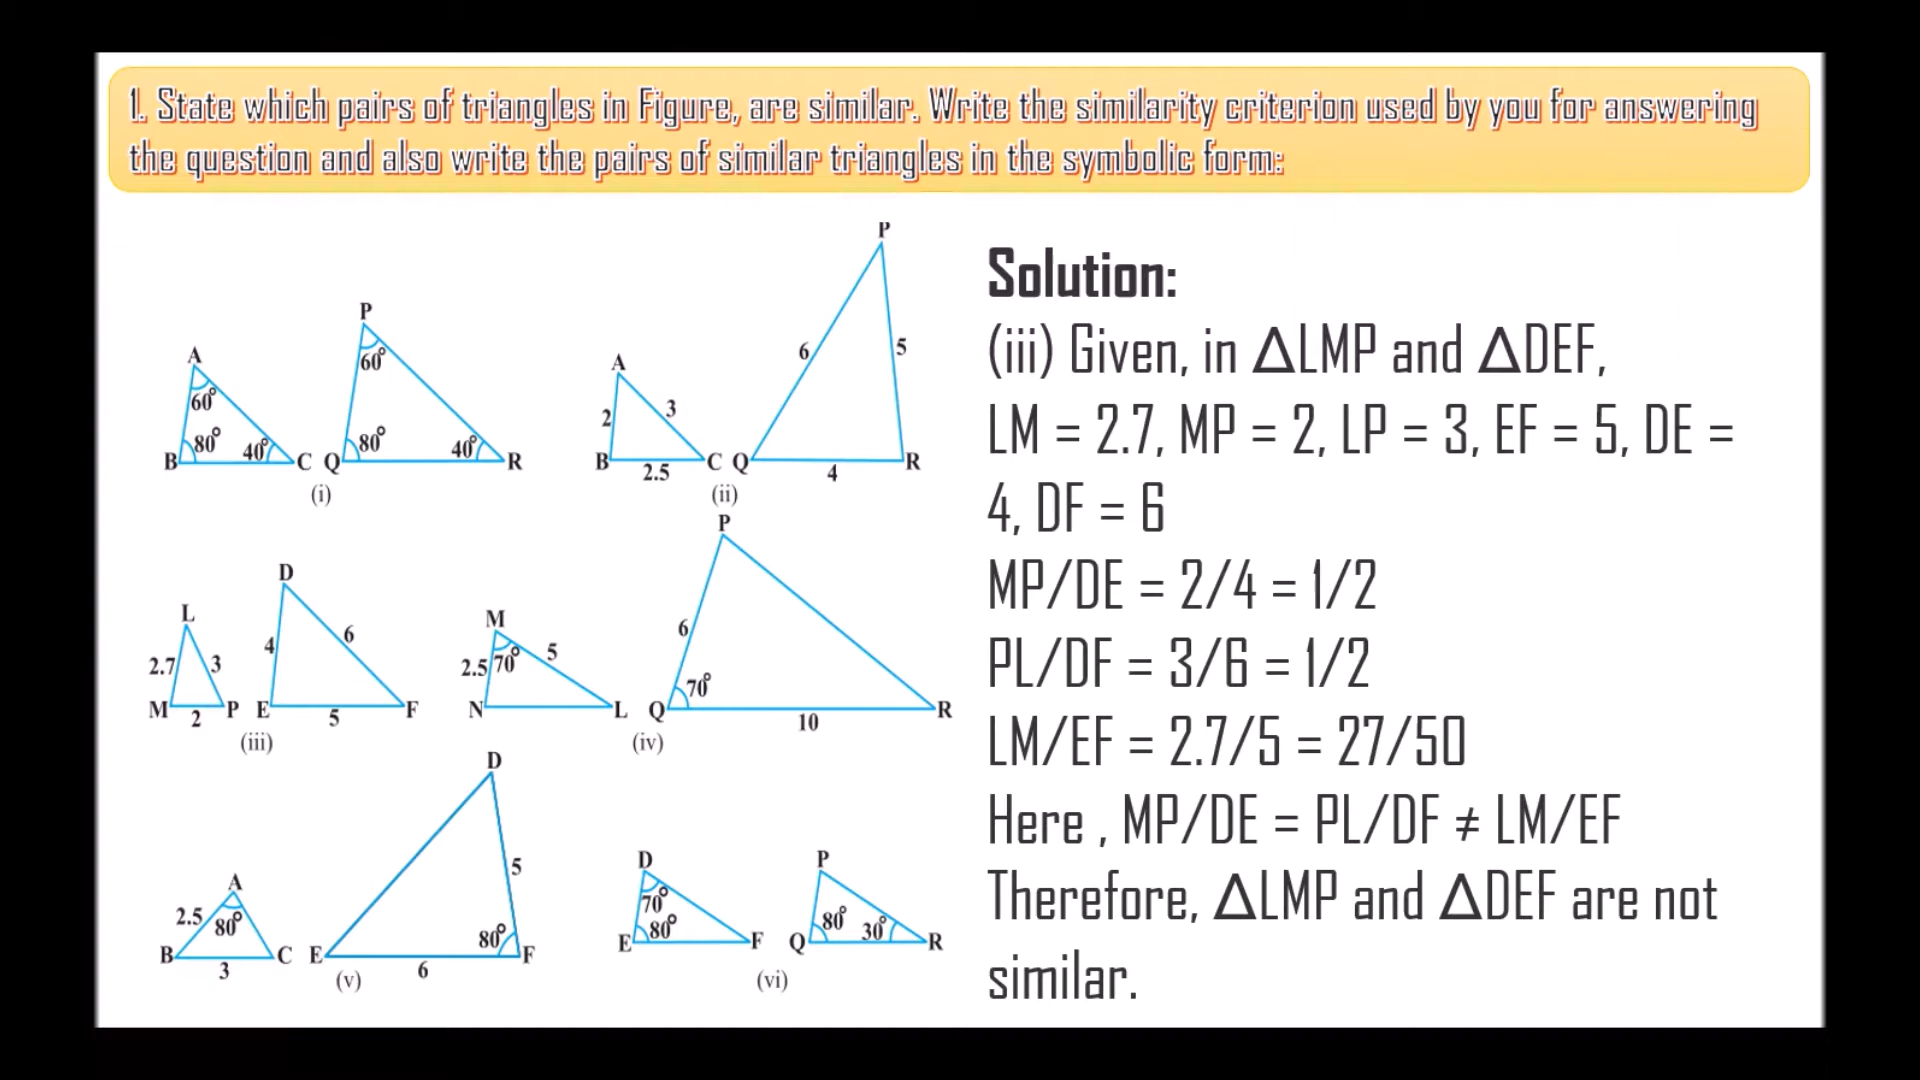 1. State which pairs of triangles in Figure, are similar. Write the similarity criterion used by you for answering
the question and also write the pairs of similar triangles in the symbolic form:
Solution:
(iii) Given, in ΔLMP and ΔDEF,
LM = 2.7, MP = 2, LP = 3, EF = 5, DE =
4, DF = 6
MP/DE = 2/4 = 1/2
PL/DF = 3/6 = 1/2
LM/EF = 2.7/5 = 27/50
Here , MP/DE = PL/DF ≠ LM/EF
Therefore, ΔLMP and ΔDEF are not
similar.
A
60°
80°
40°
B
C
P
60°
80°
40°
Q
R
(i)
A
2
3
B
2.5
C
P
6
5
Q
4
R
(ii)
L
2.7
3
M
2
P
D
4
6
E
5
F
(iii)
M
2.5
70°
5
N
L
P
6
70°
Q
10
R
(iv)
A
2.5
80°
B
3
C
D
5
80°
E
6
F
(v)
D
70°
80°
E
F
P
80°
30°
Q
R
(vi)